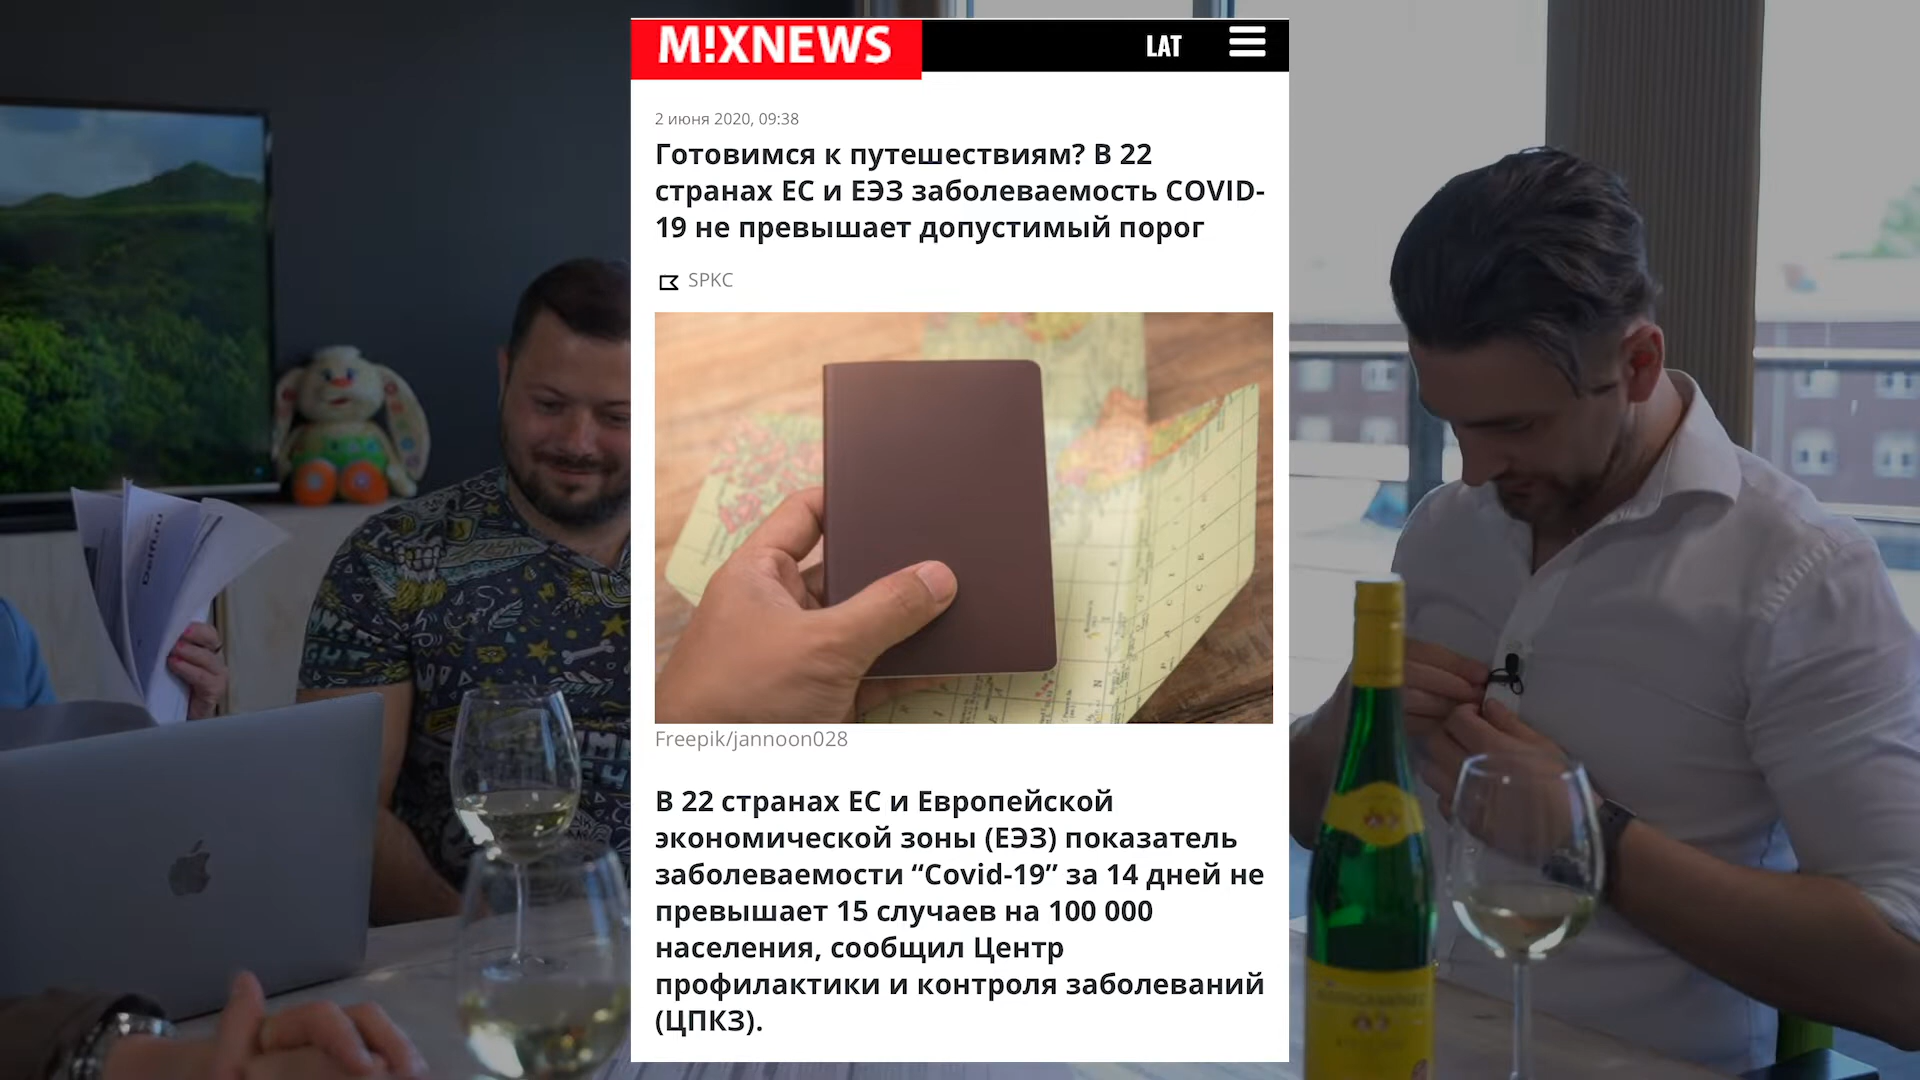 M!XNEWS
LAT
2 июня 2020, 09:38
Готовимся к путешествиям? В 22
странах ЕС и ЕЭЗ заболеваемость COVID-
19 не превышает допустимый порог
SPKC
Freepik/jannoon028
В 22 странах ЕС и Европейской
экономической зоны (ЕЭЗ) показатель
заболеваемости “Covid-19” за 14 дней не
превышает 15 случаев на 100 000
населения, сообщил Центр
профилактики и контроля заболеваний
(ЦПКЗ).
Delfi.ru